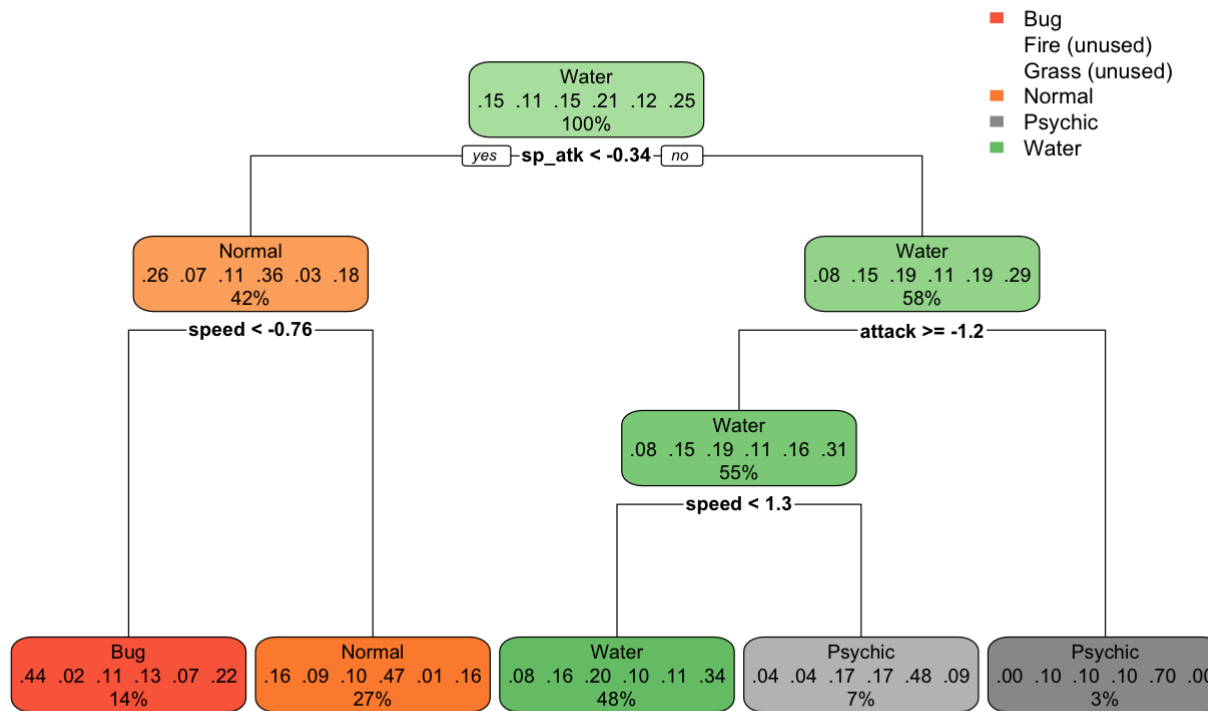 Bug
Fire (unused)
Grass (unused)
Normal
Psychic
Water
Water
.15 .11 .15 .21 .12 .25
100%
yes sp_atk < -0.34 no
Normal
.26 .07 .11 .36 .03 .18
42%
Water
.08 .15 .19 .11 .19 .29
58%
speed < -0.76
attack >= -1.2
Water
.08 .15 .19 .11 .16 .31
55%
speed < 1.3
Bug
.44 .02 .11 .13 .07 .22
14%
Normal
.16 .09 .10 .47 .01 .16
27%
Water
.08 .16 .20 .10 .11 .34
48%
Psychic
.04 .04 .17 .17 .48 .09
7%
Psychic
.00 .10 .10 .10 .70 .00
3%